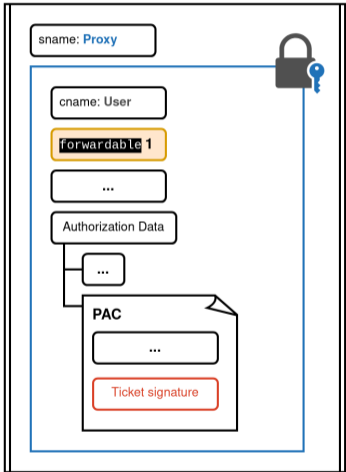 sname: Proxy
cname: User
forwardable 1
...
Authorization Data
...
PAC
...
Ticket signature